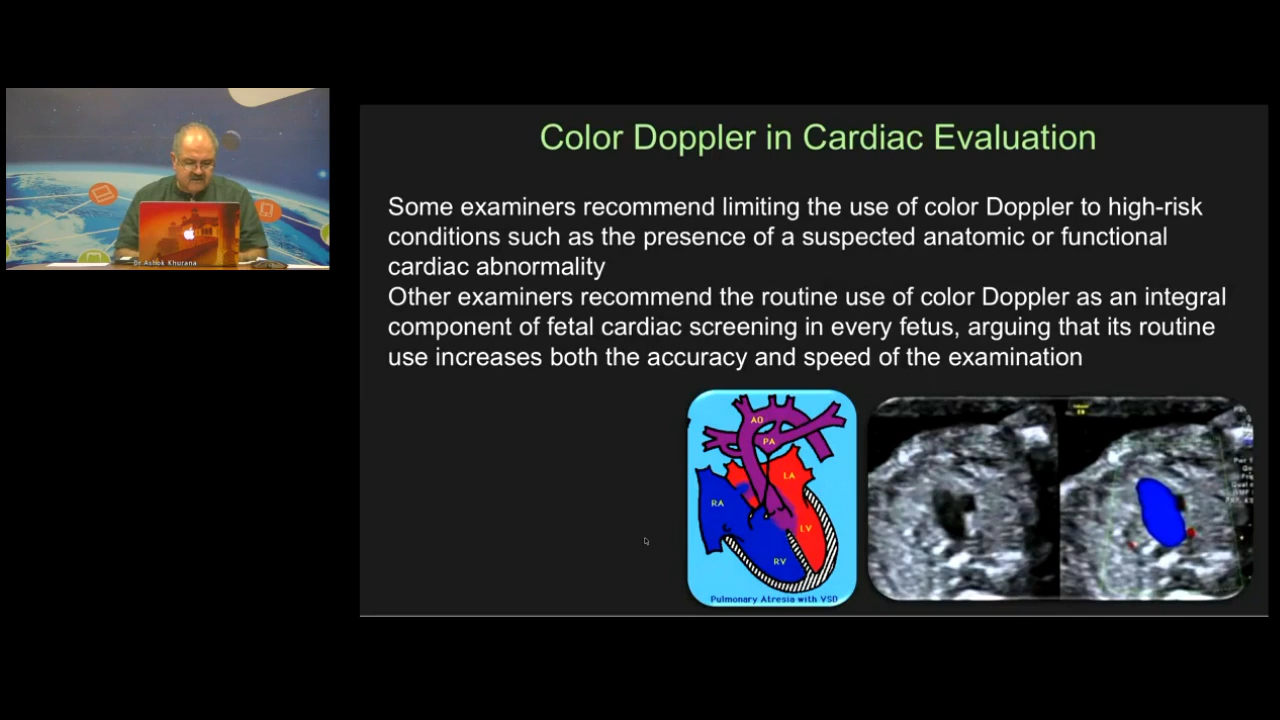 Color Doppler in Cardiac Evaluation
Some examiners recommend limiting the use of color Doppler to high-risk
conditions such as the presence of a suspected anatomic or functional
cardiac abnormality
Other examiners recommend the routine use of color Doppler as an integral
component of fetal cardiac screening in every fetus, arguing that its routine
use increases both the accuracy and speed of the examination
Dr Ashok Khurana
AO
PA
LA
RA
LV
RV
Pulmonary Atresia with VSD